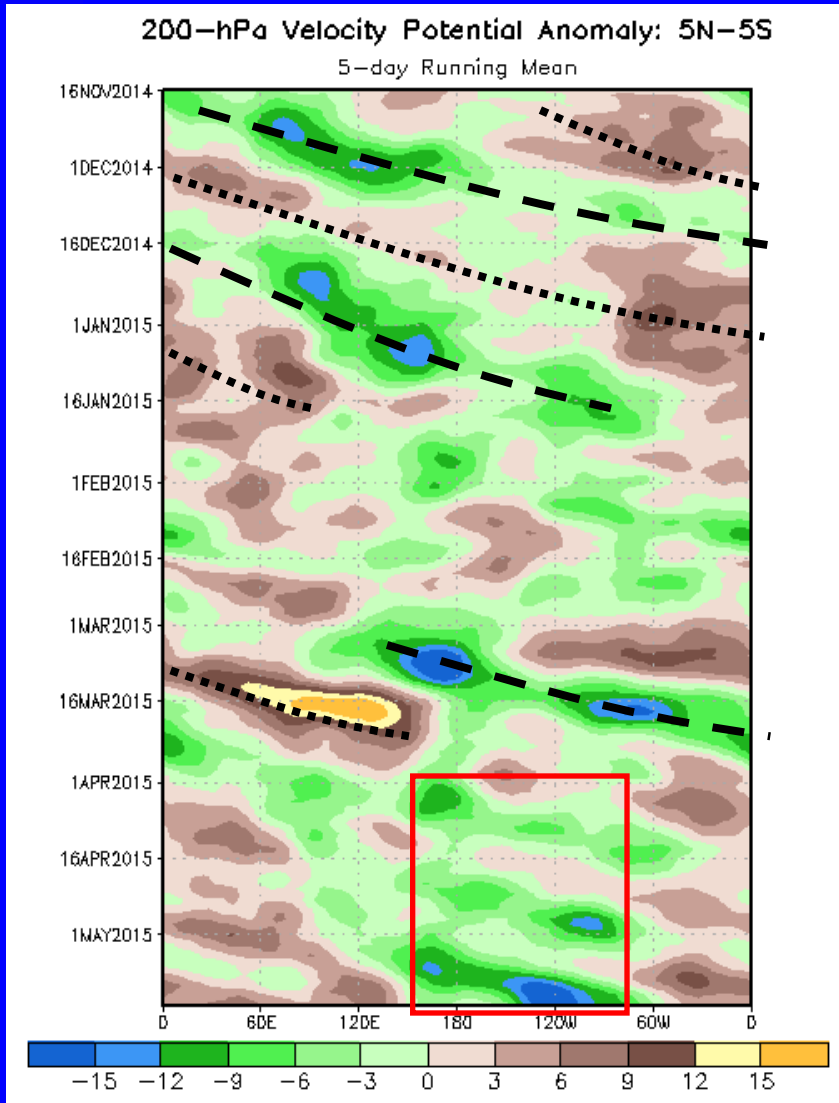 200-hPa Velocity Potential Anomaly: 5N-5S
5-day Running Mean
16NOV2014
1DEC2014
16DEC2014
1JAN2015
16JAN2015
1FEB2015
16FEB2015
1MAR2015
16MAR2015
1APR2015
16APR2015
1MAY2015
0 60E 120E 180 120W 60W 0
-15 -12 -9 -6 -3 0 3 6 9 12 15